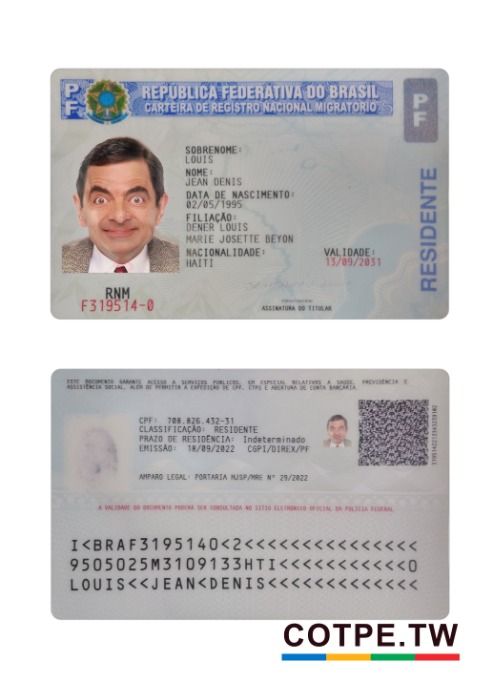 PF
REPÚBLICA FEDERATIVA DO BRASIL
CARTEIRA DE REGISTRO NACIONAL MIGRATÓRIO
PF
SOBRENOME:
LOUIS
NOME:
JEAN DENIS
DATA DE NASCIMENTO:
02/05/1995
FILIAÇÃO:
DENER LOUIS
MARIE JOSETTE BEYON
NACIONALIDADE:
HAITI
VALIDADE:
13/09/2031
RESIDENTE
RNM
F319514-0
ASSINATURA DO TITULAR
ESTE DOCUMENTO GARANTE ACESSO A SERVIÇOS PÚBLICOS, EM ESPECIAL RELATIVOS A SAÚDE, PREVIDÊNCIA E
ASSISTÊNCIA SOCIAL, ALÉM DE PERMITIR A EXPEDIÇÃO DE CPF, CTPS E ABERTURA DE CONTA BANCÁRIA.
CPF: 708.826.432-31
CLASSIFICAÇÃO: RESIDENTE
PRAZO DE RESIDÊNCIA: Indeterminado
EMISSÃO: 18/09/2022 CGPI/DIREX/PF
AMPARO LEGAL: PORTARIA MJSP/MRE Nº 29/2022
A VALIDADE DO DOCUMENTO PODERÁ SER CONSULTADA NO SÍTIO ELETRÔNICO OFICIAL DA POLÍCIA FEDERAL
I<BRAF319514O<2<<<<<<<<<<<<<<<
9505025M3109133HTI<<<<<<<<<<<0
LOUIS<<JEAN<DENIS<<<<<<<<<<<<<
COTPE.TW